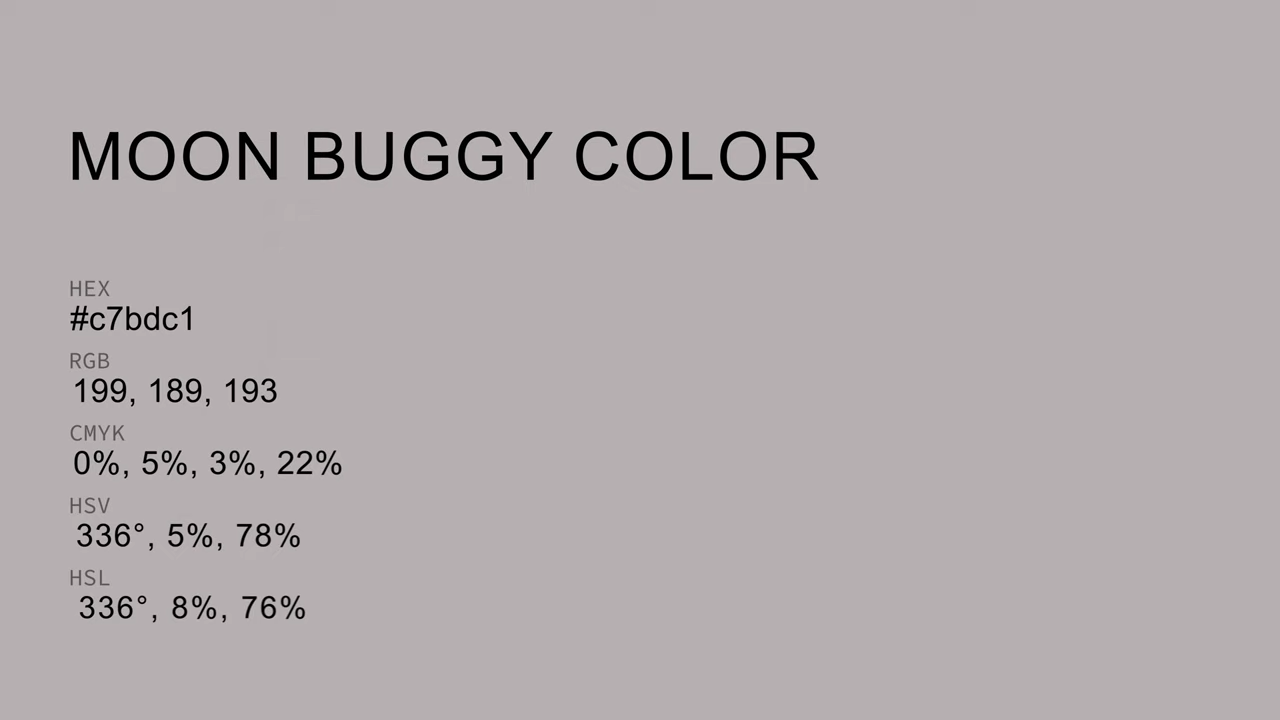 MOON BUGGY COLOR
HEX
#c7bdc1
RGB
199, 189, 193
CMYK
0%, 5%, 3%, 22%
HSV
336°, 5%, 78%
HSL
336°, 8%, 76%